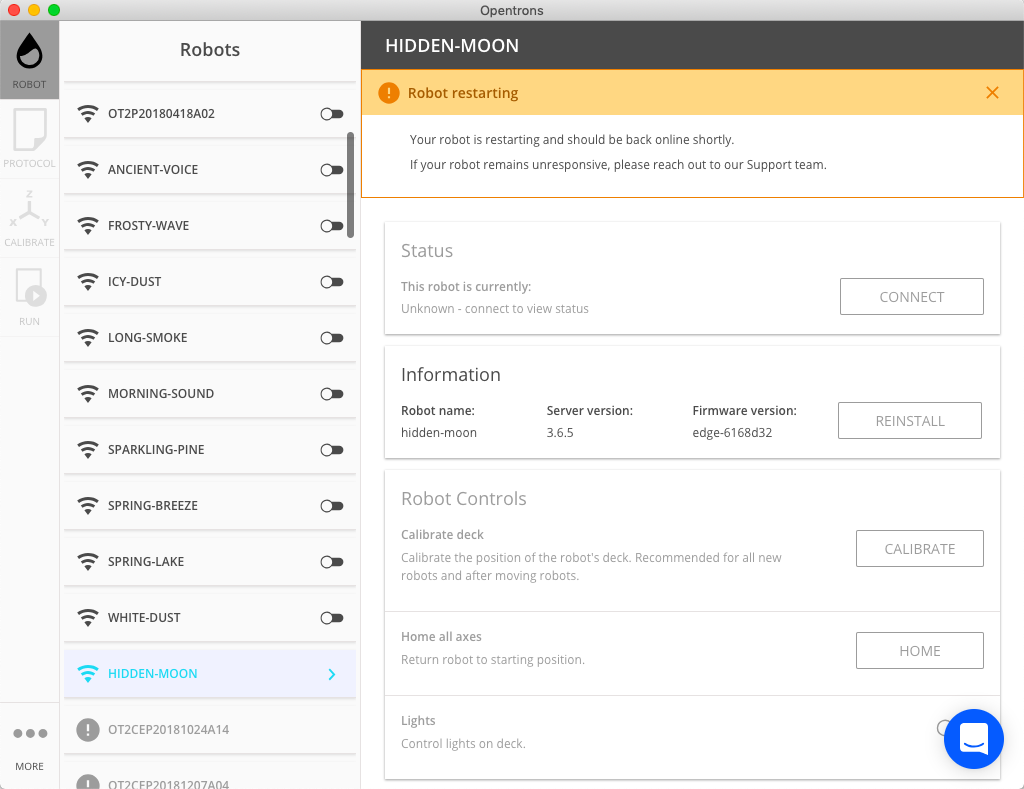 Opentrons
ROBOT
PROTOCOL
Z
X Y
CALIBRATE
RUN
MORE
Robots
OT2P20180418A02
ANCIENT-VOICE
FROSTY-WAVE
ICY-DUST
LONG-SMOKE
MORNING-SOUND
SPARKLING-PINE
SPRING-BREEZE
SPRING-LAKE
WHITE-DUST
HIDDEN-MOON
OT2CEP20181024A14
OT2CEP20181207A04
HIDDEN-MOON
Robot restarting
Your robot is restarting and should be back online shortly.
If your robot remains unresponsive, please reach out to our Support team.
Status
This robot is currently:
Unknown - connect to view status
CONNECT
Information
Robot name: Server version: Firmware version:
hidden-moon 3.6.5 edge-6168d32
REINSTALL
Robot Controls
Calibrate deck
Calibrate the position of the robot's deck. Recommended for all new
robots and after moving robots.
CALIBRATE
Home all axes
Return robot to starting position.
HOME
Lights
Control lights on deck.